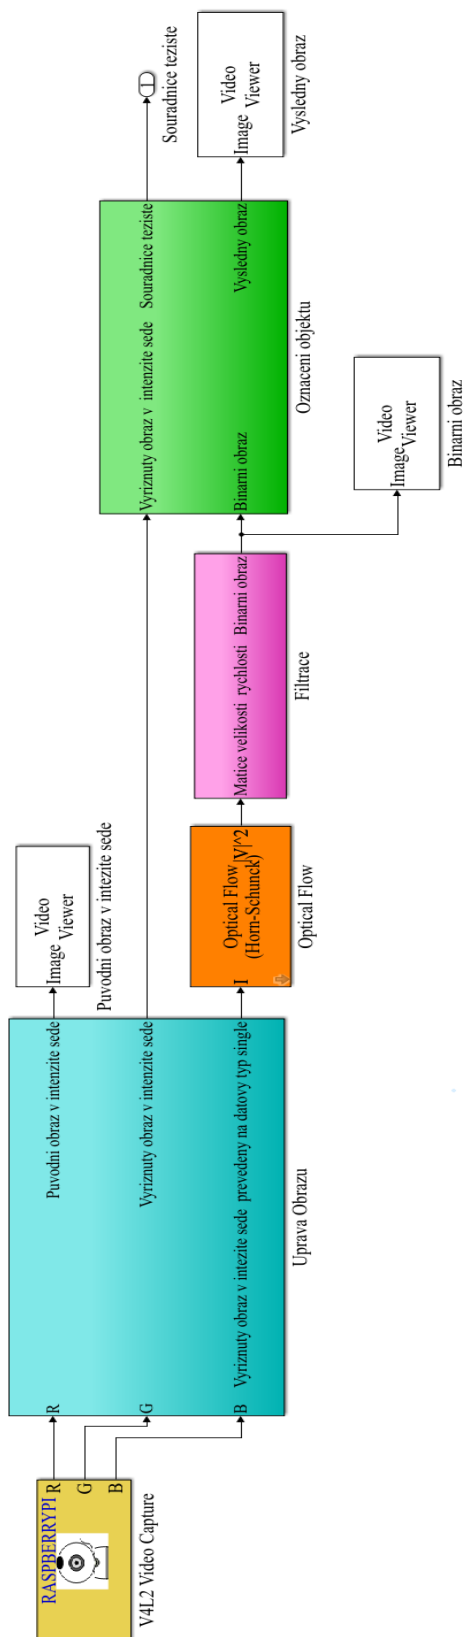 RASPBERRYPI
R
G
B
V4L2 Video Capture
R
G
B
Puvodni obraz v intenzite sede
Vyriznuty obraz v intenzite sede
Vyriznuty obraz v intezite sede prevedeny na datovy typ single
Uprava Obrazu
Image
Video
Viewer
Puvodni obraz v intezite sede
I
Optical Flow
(Horn-Schunck)
|V|^2
Optical Flow
Matice velikosti rychlosti
Binarni obraz
Filtrace
Vyriznuty obraz v intenzite sede
Souradnice teziste
Binarni obraz
Vysledny obraz
Oznaceni objektu
Image
Video
Viewer
Binarni obraz
1
Souradnice teziste
Image
Video
Viewer
Vysledny obraz